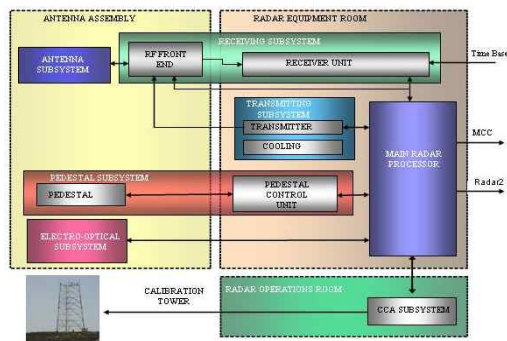 ANTENNA ASSEMBLY
RADAR EQUIPMENT ROOM
RECEIVING SUBSYSTEM
ANTENNA
SUBSYSTEM
RF FRONT
END
RECEIVER UNIT
Time Base
TRANSMITTING
SUBSYSTEM
TRANSMITTER
COOLING
MAIN RADAR
PROCESSOR
MCC
Radar2
PEDESTAL SUBSYSTEM
PEDESTAL
PEDESTAL
CONTROL
UNIT
ELECTRO-OPTICAL
SUBSYSTEM
CALIBRATION
TOWER
RADAR OPERATIONS ROOM
CCA SUBSYSTEM